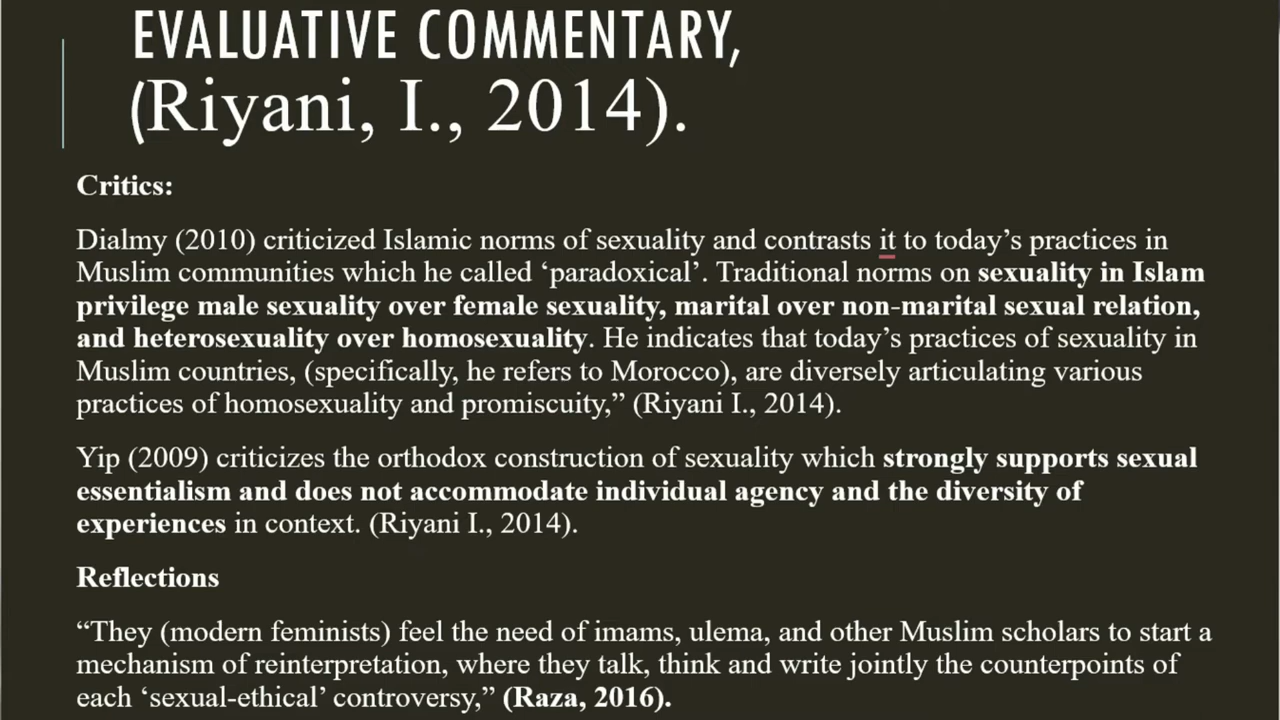 EVALUATIVE COMMENTARY,
(Riyani, I., 2014).
Critics:
Dialmy (2010) criticized Islamic norms of sexuality and contrasts it to today’s practices in
Muslim communities which he called ‘paradoxical’. Traditional norms on sexuality in Islam
privilege male sexuality over female sexuality, marital over non-marital sexual relation,
and heterosexuality over homosexuality. He indicates that today’s practices of sexuality in
Muslim countries, (specifically, he refers to Morocco), are diversely articulating various
practices of homosexuality and promiscuity,” (Riyani I., 2014).
Yip (2009) criticizes the orthodox construction of sexuality which strongly supports sexual
essentialism and does not accommodate individual agency and the diversity of
experiences in context. (Riyani I., 2014).
Reflections
“They (modern feminists) feel the need of imams, ulema, and other Muslim scholars to start a
mechanism of reinterpretation, where they talk, think and write jointly the counterpoints of
each ‘sexual-ethical’ controversy,” (Raza, 2016).